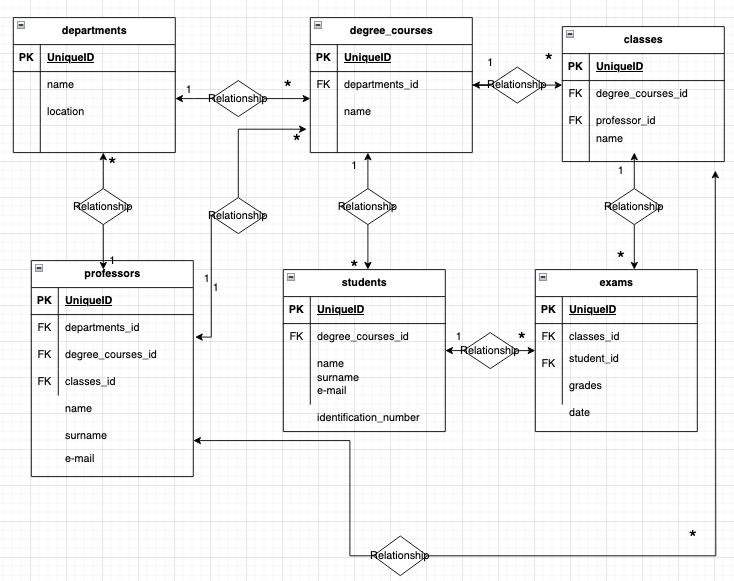 departments
PK UniqueID
name
location
degree_courses
PK UniqueID
FK departments_id
name
classes
PK UniqueID
FK degree_courses_id
FK professor_id
name
1 Relationship *
1 Relationship *
* Relationship 1
* Relationship 1 1
1 Relationship *
1 Relationship *
professors
PK UniqueID
FK departments_id
FK degree_courses_id
FK classes_id
name
surname
e-mail
students
PK UniqueID
FK degree_courses_id
name
surname
e-mail
identification_number
1 Relationship *
exams
PK UniqueID
FK classes_id
FK student_id
grades
date
Relationship *